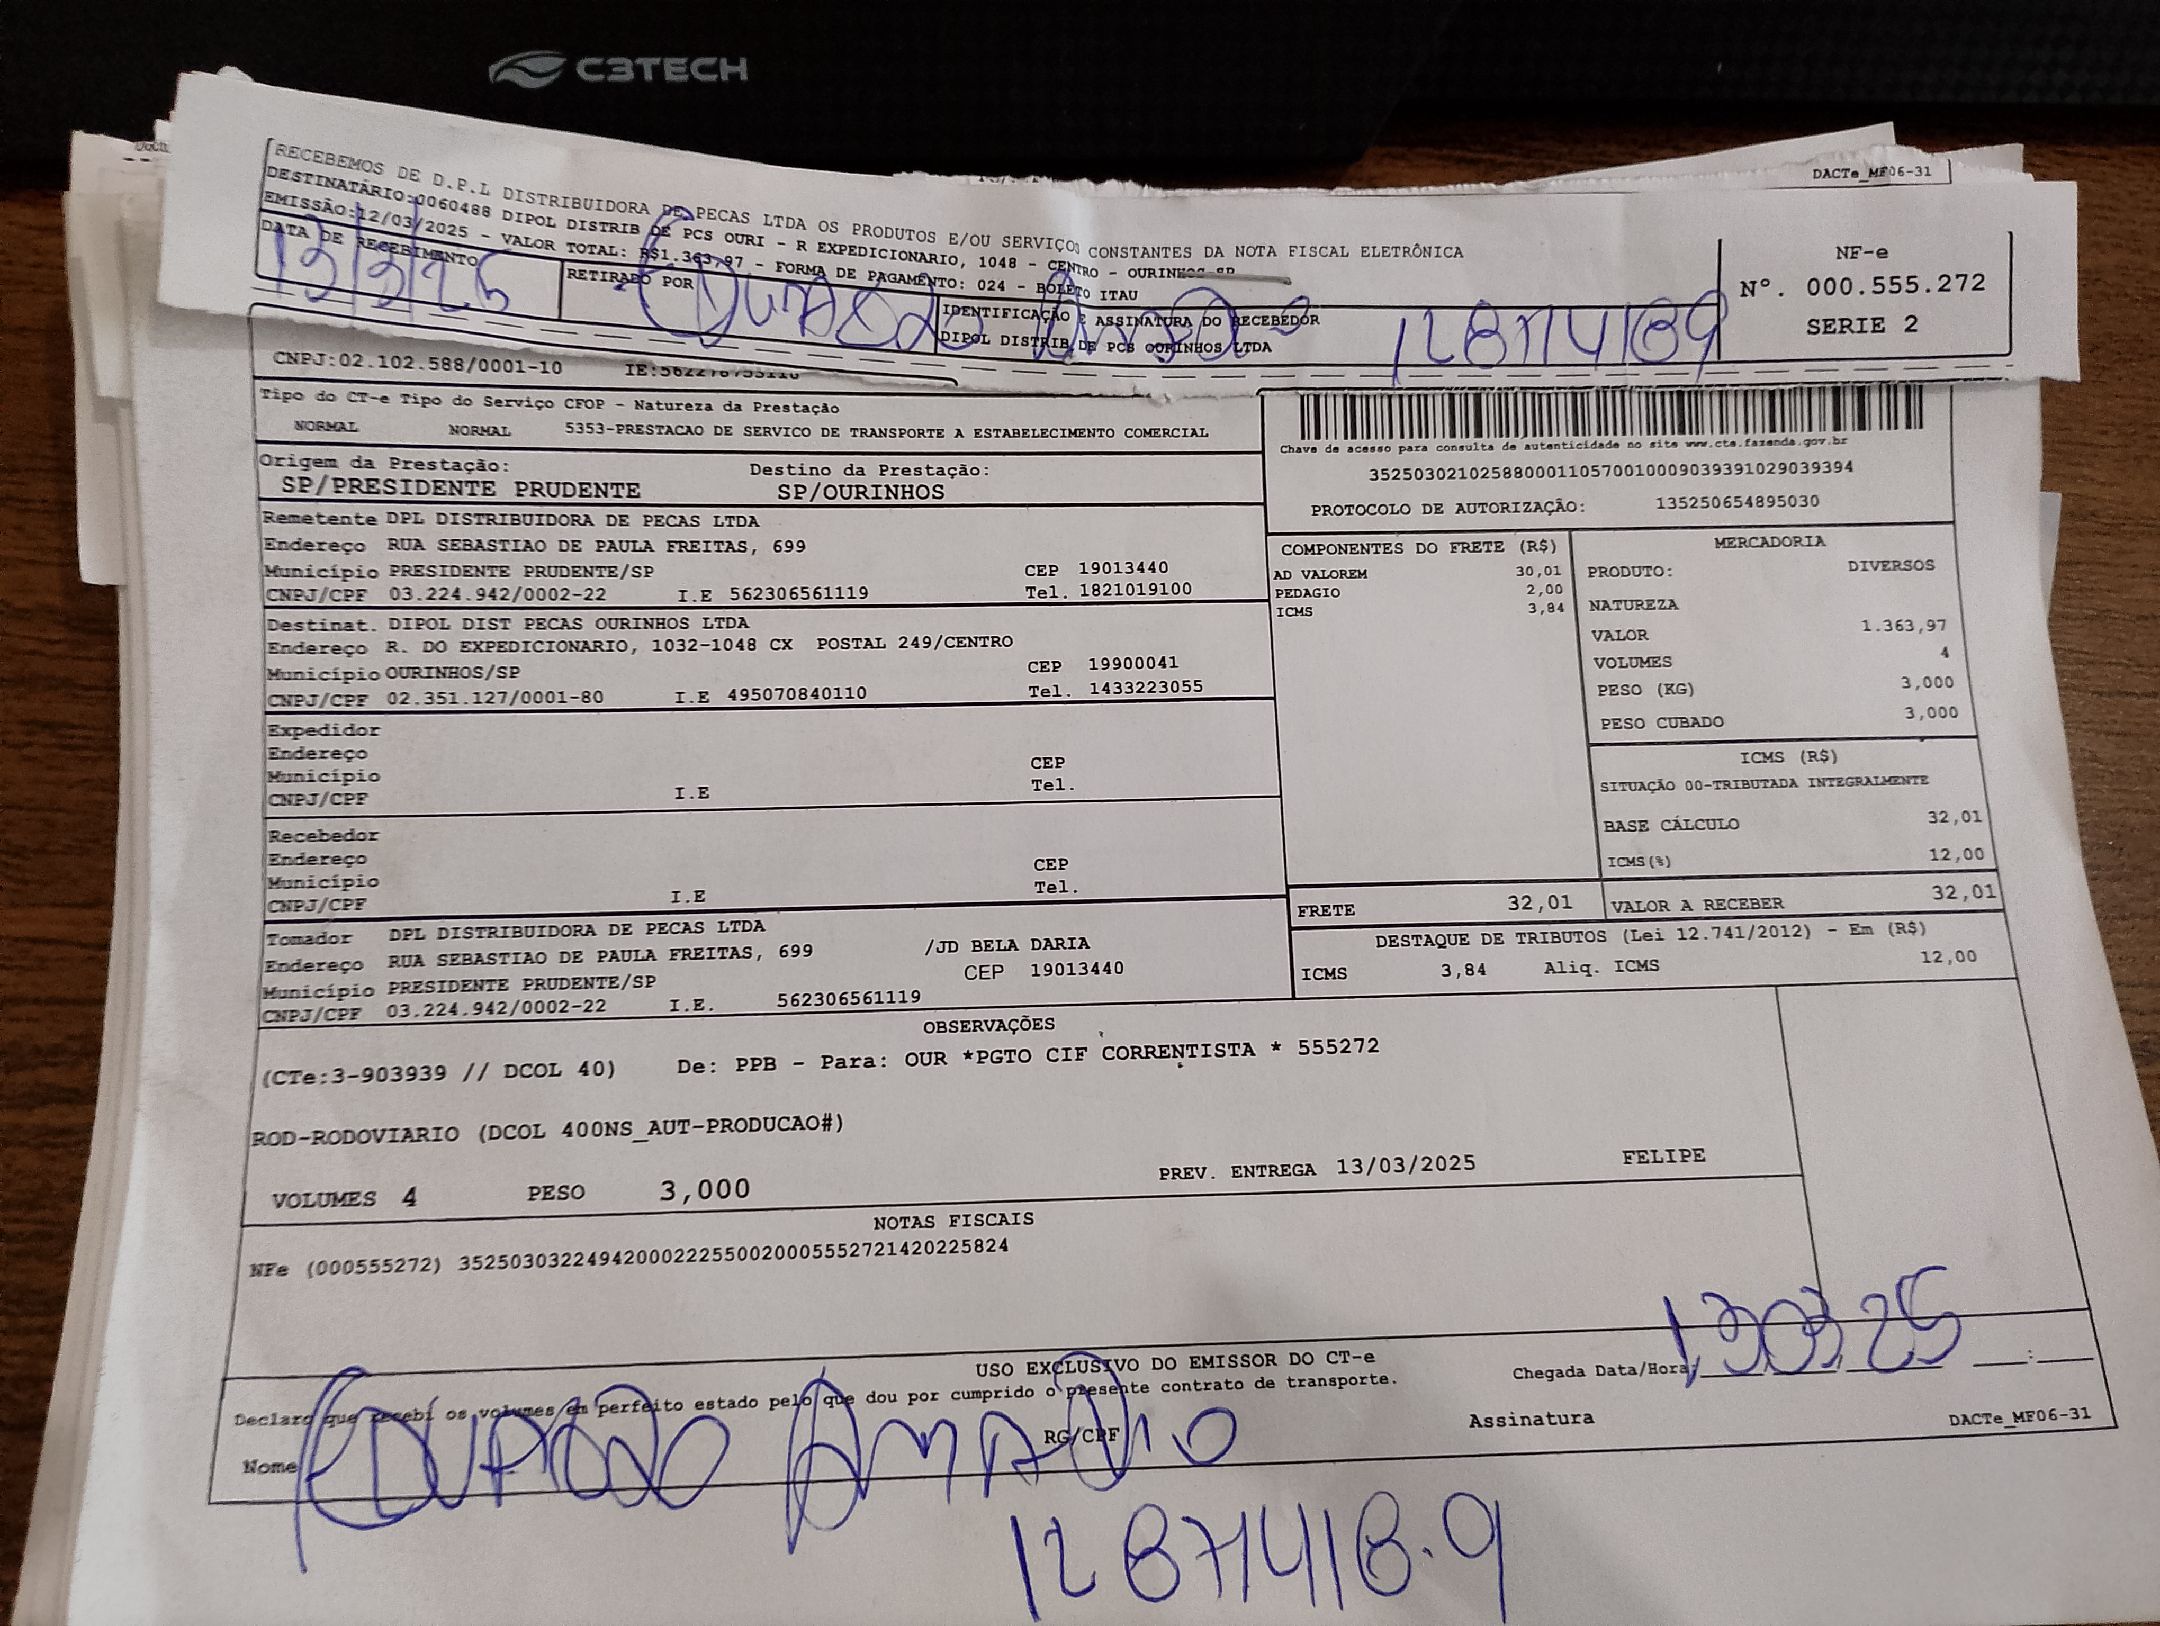 C3TECH
DACTe_MF06-31
RECEBEMOS DE D.P.L DISTRIBUIDORA DE PECAS LTDA OS PRODUTOS E/OU SERVIÇOS CONSTANTES DA NOTA FISCAL ELETRÔNICA
DESTINATÁRIO:0060488 DIPOL DISTRIB DE PCS OURI - R EXPEDICIONARIO, 1048 - CENTRO - OURINHOS-SP
EMISSÃO:12/03/2025 - VALOR TOTAL: R$1.363,97 - FORMA DE PAGAMENTO: 024 - BOLETO ITAU
NF-e
Nº. 000.555.272
SERIE 2
DATA DE RECEBIMENTO
13/3/25
RETIRADO POR
IDENTIFICAÇÃO E ASSINATURA DO RECEBEDOR
DIPOL DISTRIB DE PCS OURINHOS LTDA
CNPJ:02.102.588/0001-10
Tipo do CT-e Tipo do Serviço CFOP - Natureza da Prestação
NORMAL NORMAL 5353-PRESTACAO DE SERVICO DE TRANSPORTE A ESTABELECIMENTO COMERCIAL
Chave de acesso para consulta de autenticidade no site www.cte.fazenda.gov.br
35250302102588000110570010009039391029039394
PROTOCOLO DE AUTORIZAÇÃO: 135250654895030
Origem da Prestação: Destino da Prestação:
SP/PRESIDENTE PRUDENTE SP/OURINHOS
Remetente DPL DISTRIBUIDORA DE PECAS LTDA
Endereço RUA SEBASTIAO DE PAULA FREITAS, 699
Município PRESIDENTE PRUDENTE/SP CEP 19013440
CNPJ/CPF 03.224.942/0002-22 I.E 562306561119 Tel. 1821019100
Destinat. DIPOL DIST PECAS OURINHOS LTDA
Endereço R. DO EXPEDICIONARIO, 1032-1048 CX POSTAL 249/CENTRO
Município OURINHOS/SP CEP 19900041
CNPJ/CPF 02.351.127/0001-80 I.E 495070840110 Tel. 1433223055
Expedidor
Endereço
Município CEP
CNPJ/CPF I.E Tel.
Recebedor
Endereço
Município CEP
CNPJ/CPF I.E Tel.
Tomador DPL DISTRIBUIDORA DE PECAS LTDA
Endereço RUA SEBASTIAO DE PAULA FREITAS, 699 /JD BELA DARIA
Município PRESIDENTE PRUDENTE/SP CEP 19013440
CNPJ/CPF 03.224.942/0002-22 I.E. 562306561119
COMPONENTES DO FRETE (R$)
AD VALOREM 30,01
PEDAGIO 2,00
ICMS 3,84
MERCADORIA
PRODUTO: DIVERSOS
NATUREZA
VALOR 1.363,97
VOLUMES 4
PESO (KG) 3,000
PESO CUBADO 3,000
ICMS (R$)
SITUAÇÃO 00-TRIBUTADA INTEGRALMENTE
BASE CÁLCULO 32,01
ICMS(%) 12,00
FRETE 32,01 VALOR A RECEBER 32,01
DESTAQUE DE TRIBUTOS (Lei 12.741/2012) - Em (R$)
ICMS 3,84 Aliq. ICMS 12,00
OBSERVAÇÕES
(CTe:3-903939 // DCOL 40) De: PPB - Para: OUR *PGTO CIF CORRENTISTA * 555272
ROD-RODOVIARIO (DCOL 400NS_AUT-PRODUCAO#)
VOLUMES 4 PESO 3,000 PREV. ENTREGA 13/03/2025 FELIPE
NOTAS FISCAIS
NFe (000555272) 35250303224942000222550020005552721420225824
USO EXCLUSIVO DO EMISSOR DO CT-e
Declaro que recebi os volumes em perfeito estado pelo que dou por cumprido o presente contrato de transporte.
Chegada Data/Hora 13 03 25
Nome EDUARDO AMARIO RG/CPF Assinatura
DACTe_MF06-31
12871418.9